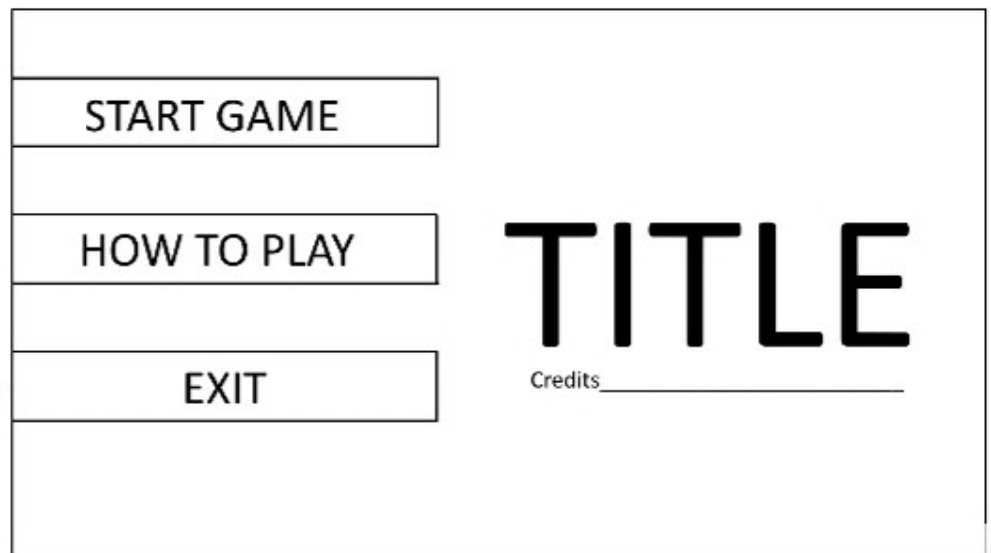 START GAME
HOW TO PLAY
EXIT
TITLE
Credits